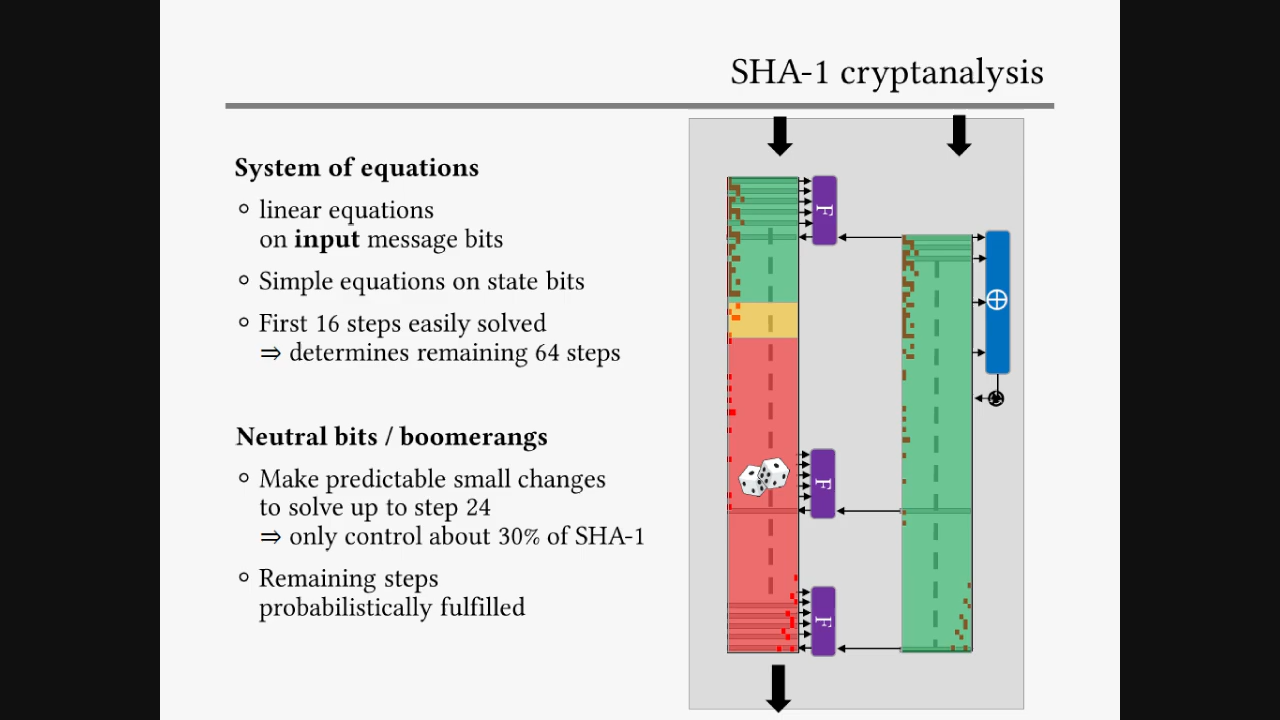 SHA-1 cryptanalysis
System of equations
linear equations
on input message bits
Simple equations on state bits
First 16 steps easily solved
⇒ determines remaining 64 steps
Neutral bits / boomerangs
Make predictable small changes
to solve up to step 24
⇒ only control about 30% of SHA-1
Remaining steps
probabilistically fulfilled
F
F
F